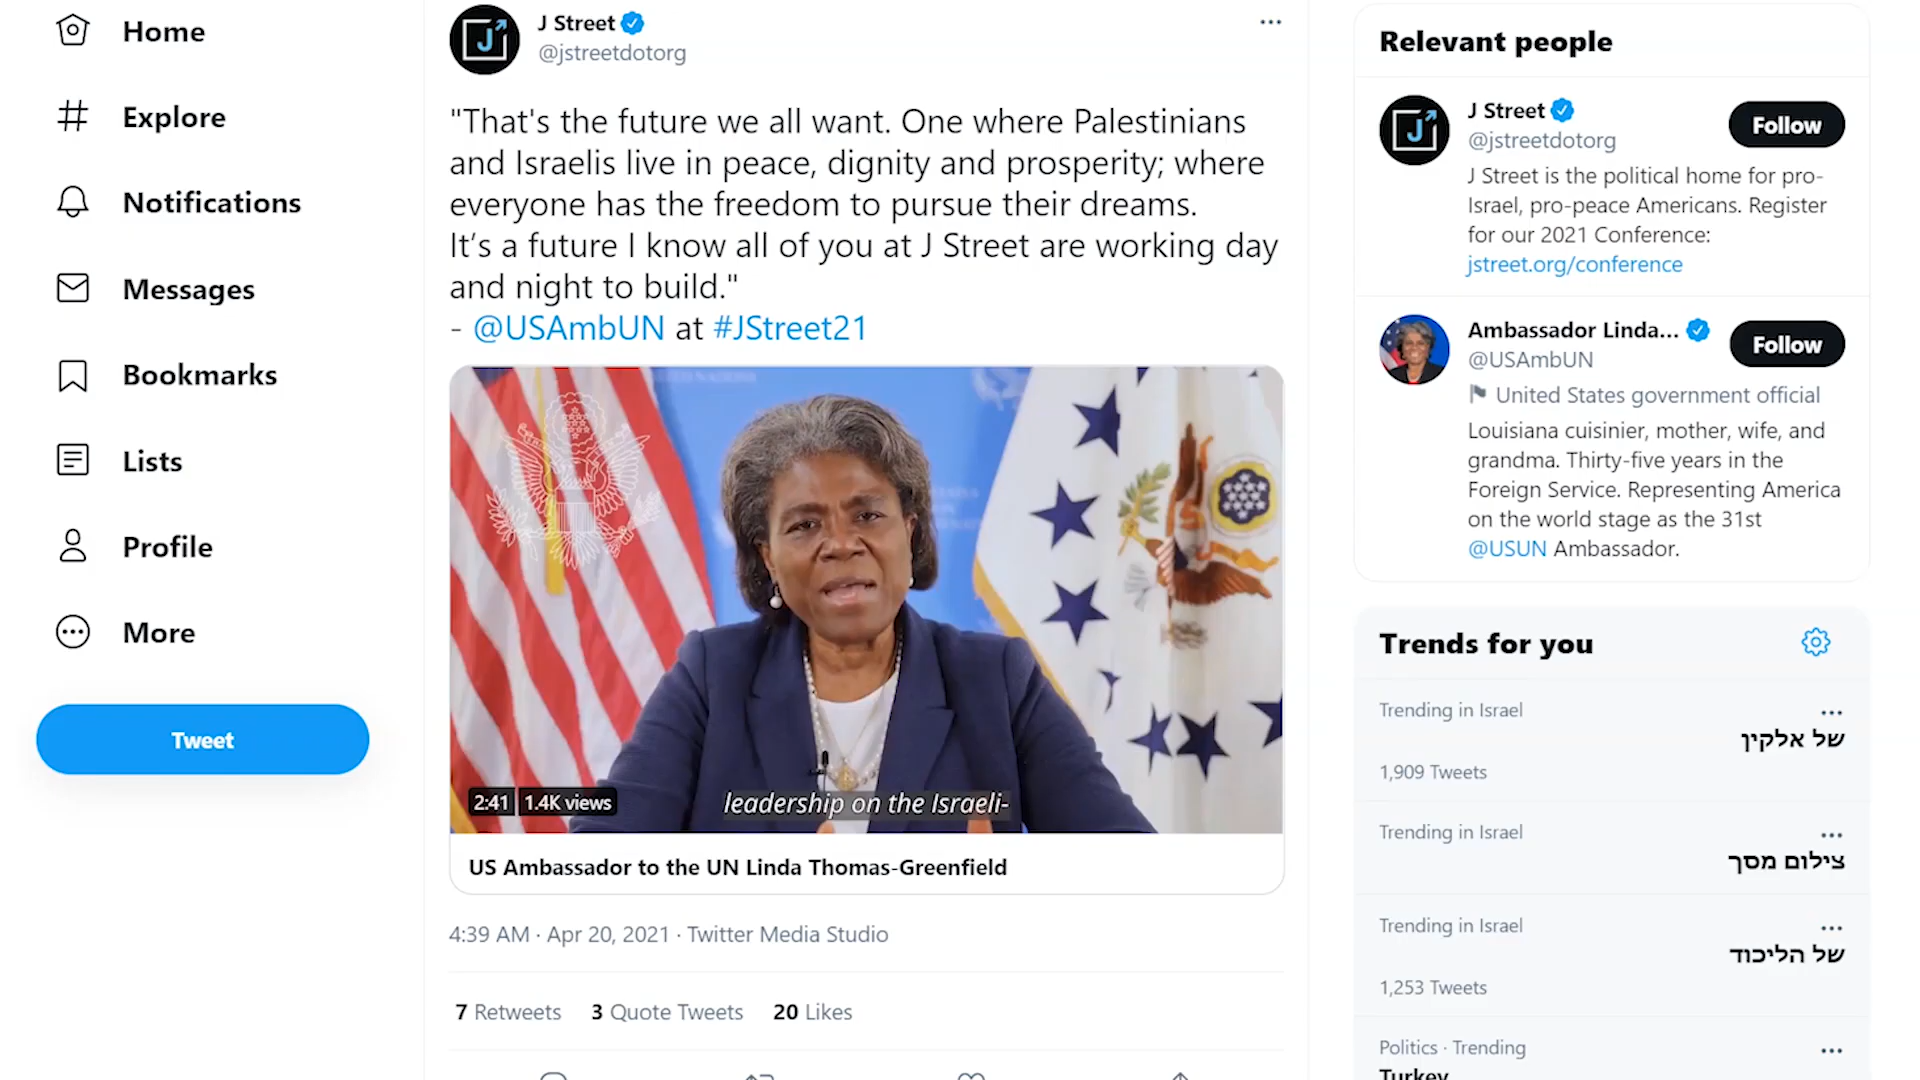 Home
Explore
Notifications
Messages
Bookmarks
Lists
Profile
More
Tweet
J Street
@jstreetdotorg
"That's the future we all want. One where Palestinians
and Israelis live in peace, dignity and prosperity; where
everyone has the freedom to pursue their dreams.
It’s a future I know all of you at J Street are working day
and night to build."
- @USAmbUN at #JStreet21
2:41 1.4K views
leadership on the Israeli-
US Ambassador to the UN Linda Thomas-Greenfield
4:39 AM · Apr 20, 2021 · Twitter Media Studio
7 Retweets 3 Quote Tweets 20 Likes
Relevant people
J Street
Follow
@jstreetdotorg
J Street is the political home for pro-
Israel, pro-peace Americans. Register
for our 2021 Conference:
jstreet.org/conference
Ambassador Linda...
Follow
@USAmbUN
United States government official
Louisiana cuisinier, mother, wife, and
grandma. Thirty-five years in the
Foreign Service. Representing America
on the world stage as the 31st
@USUN Ambassador.
Trends for you
Trending in Israel
של אלקין
1,909 Tweets
Trending in Israel
צילום מסך
Trending in Israel
של הליכוד
1,253 Tweets
Politics · Trending
Turkey